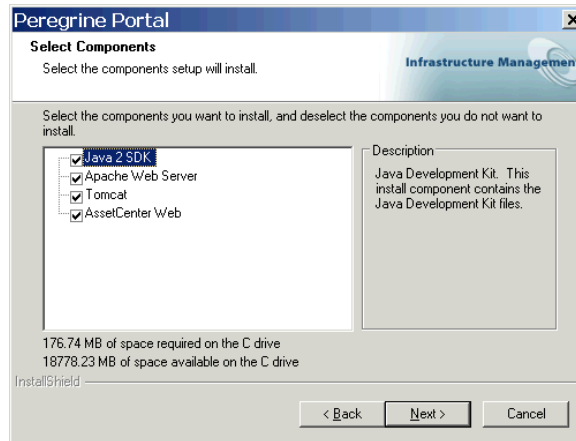 Peregrine Portal
Select Components
Select the components setup will install.
Infrastructure Management
Select the components you want to install, and deselect the components you do not want to
install.
Java 2 SDK
Apache Web Server
Tomcat
AssetCenter Web
Description
Java Development Kit. This
install component contains the
Java Development Kit files.
176.74 MB of space required on the C drive
18778.23 MB of space available on the C drive
InstallShield
< Back
Next >
Cancel